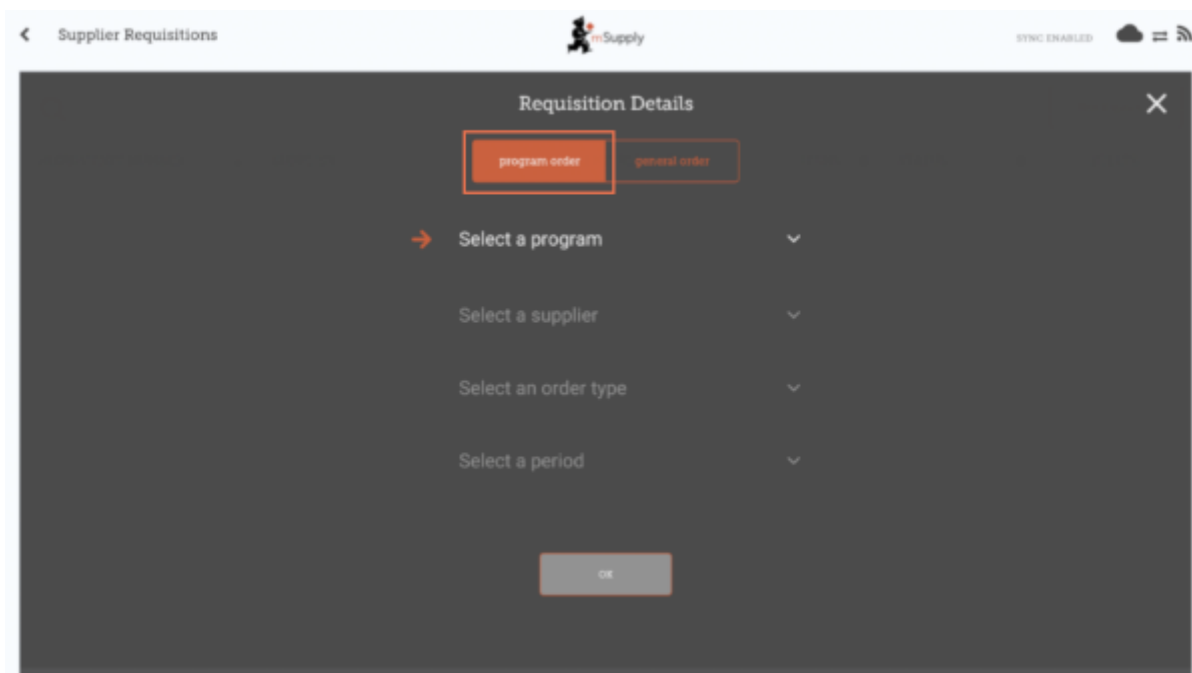 Supplier Requisitions
mSupply
SYNC ENABLED
Requisition Details
program order
general order
Select a program
Select a supplier
Select an order type
Select a period
OK